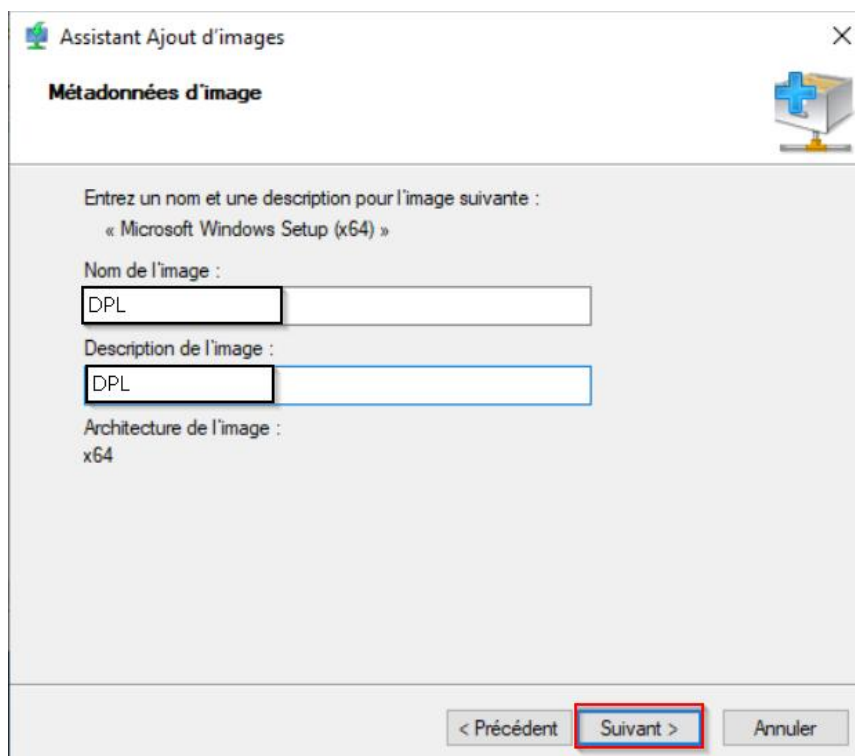 Assistant Ajout d'images
Métadonnées d'image
Entrez un nom et une description pour l'image suivante :
« Microsoft Windows Setup (x64) »
Nom de l'image :
DPL
Description de l'image :
DPL
Architecture de l'image :
x64
< Précédent Suivant > Annuler